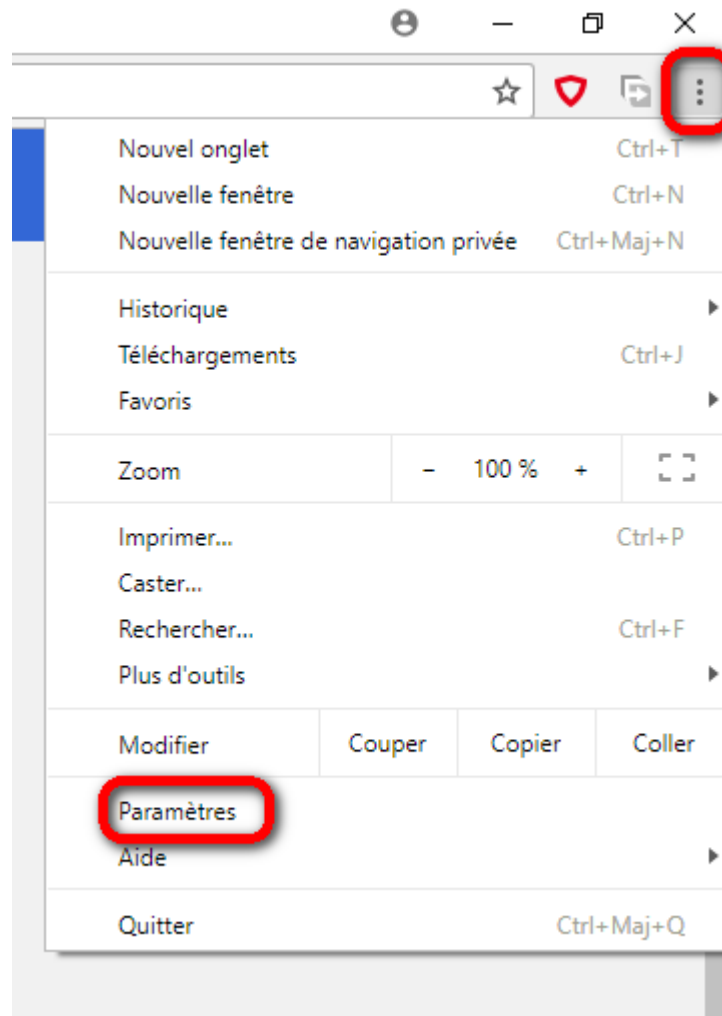 Nouvel onglet Ctrl+T
Nouvelle fenêtre Ctrl+N
Nouvelle fenêtre de navigation privée Ctrl+Maj+N
Historique
Téléchargements Ctrl+J
Favoris
Zoom – 100 % +
Imprimer... Ctrl+P
Caster...
Rechercher... Ctrl+F
Plus d'outils
Modifier Couper Copier Coller
Paramètres
Aide
Quitter Ctrl+Maj+Q